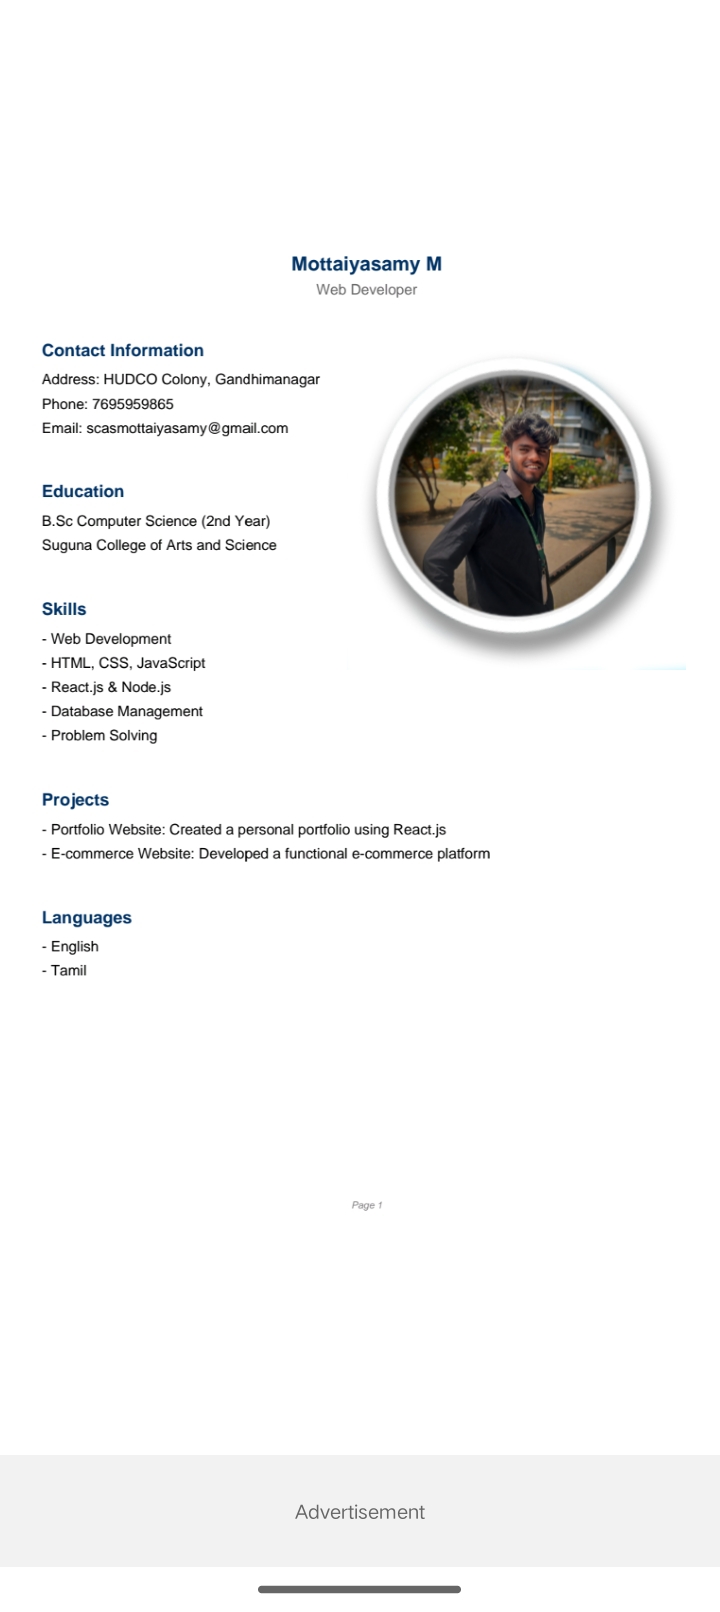 Mottaiyasamy M
Web Developer
Contact Information
Address: HUDCO Colony, Gandhimanagar
Phone: 7695959865
Email: scasmottaiyasamy@gmail.com
Education
B.Sc Computer Science (2nd Year)
Suguna College of Arts and Science
Skills
- Web Development
- HTML, CSS, JavaScript
- React.js & Node.js
- Database Management
- Problem Solving
Projects
- Portfolio Website: Created a personal portfolio using React.js
- E-commerce Website: Developed a functional e-commerce platform
Languages
- English
- Tamil
Page 1
Advertisement